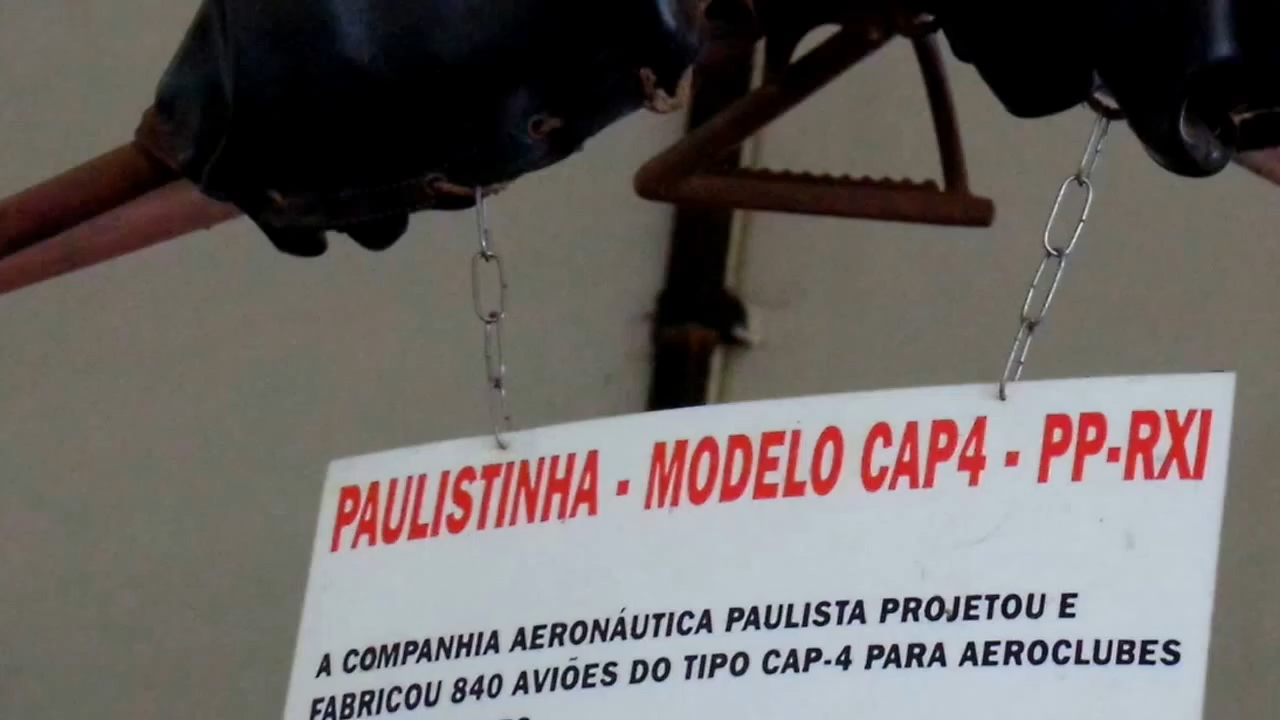 PAULISTINHA - MODELO CAP4 - PP-RXI
A COMPANHIA AERONÁUTICA PAULISTA PROJETOU E
FABRICOU 840 AVIÕES DO TIPO CAP-4 PARA AEROCLUBES